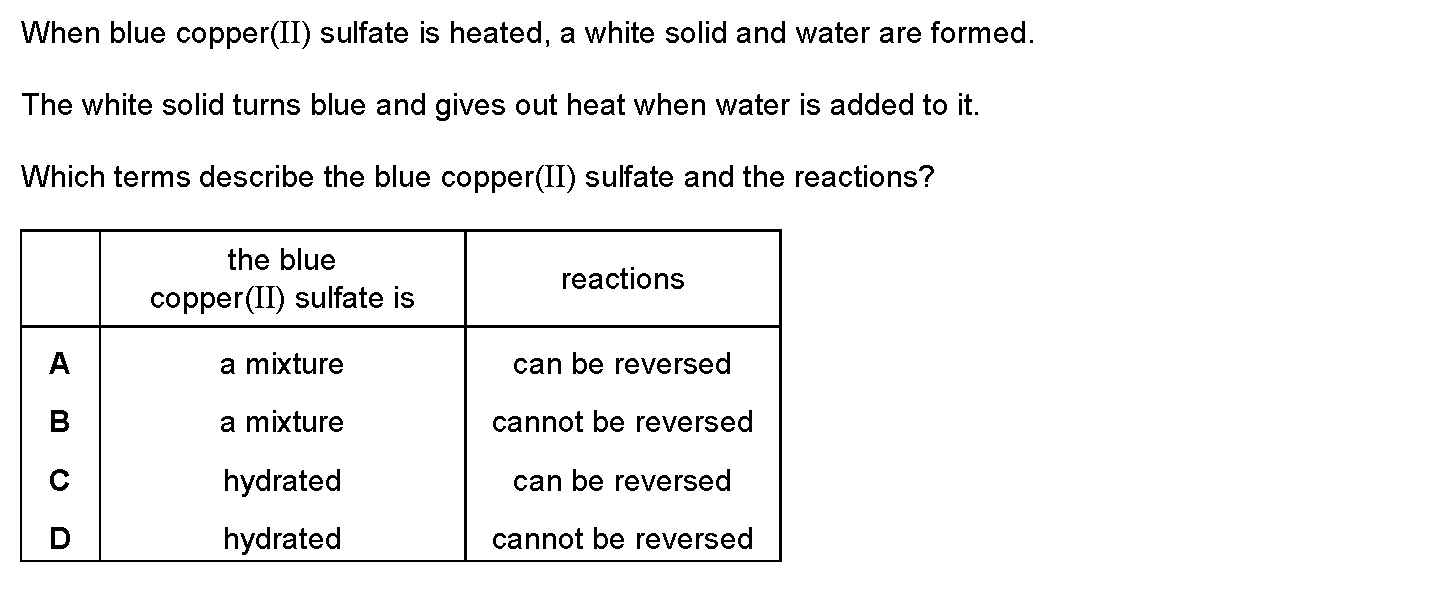 When blue copper(II) sulfate is heated, a white solid and water are formed.
The white solid turns blue and gives out heat when water is added to it.
Which terms describe the blue copper(II) sulfate and the reactions?
the blue
copper(II) sulfate is
reactions
A a mixture can be reversed
B a mixture cannot be reversed
C hydrated can be reversed
D hydrated cannot be reversed